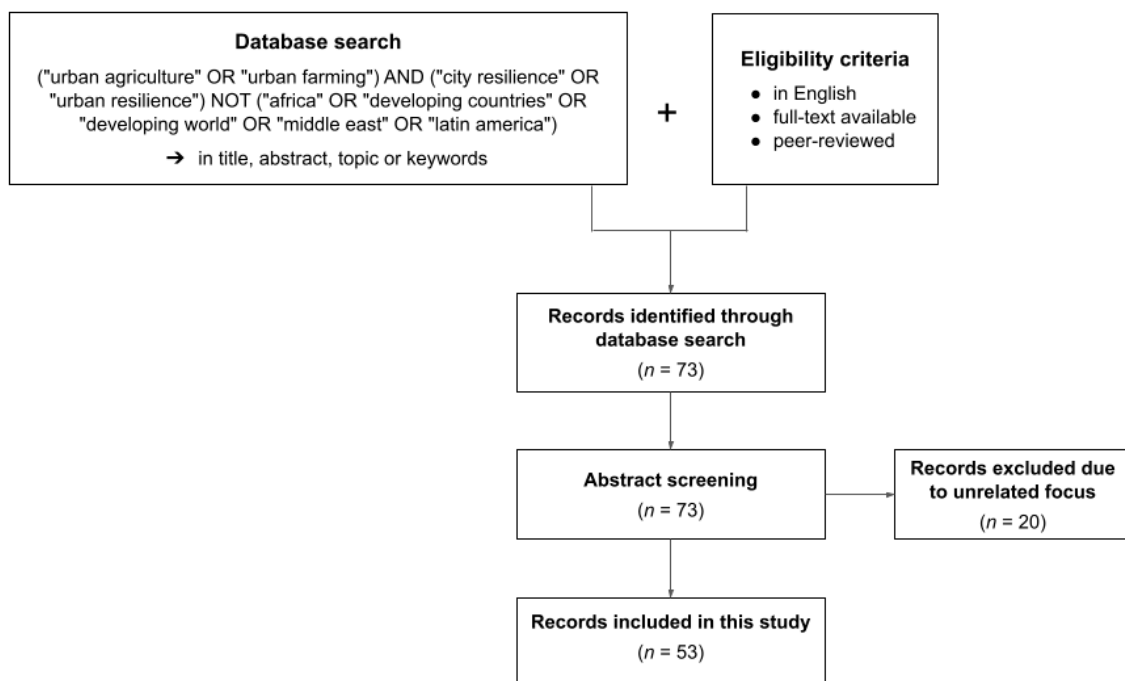 Database search
("urban agriculture" OR "urban farming") AND ("city resilience" OR
"urban resilience") NOT ("africa" OR "developing countries" OR
"developing world" OR "middle east" OR "latin america")
➔ in title, abstract, topic or keywords
+
Eligibility criteria
● in English
● full-text available
● peer-reviewed
Records identified through
database search
(n = 73)
Abstract screening
(n = 73)
Records excluded due
to unrelated focus
(n = 20)
Records included in this study
(n = 53)